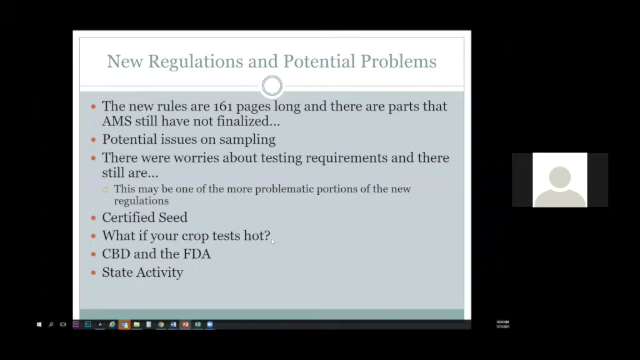 New Regulations and Potential Problems
The new rules are 161 pages long and there are parts that
AMS still have not finalized...
Potential issues on sampling
There were worries about testing requirements and there
still are...
This may be one of the more problematic portions of the new
regulations
Certified Seed
What if your crop tests hot?
CBD and the FDA
State Activity